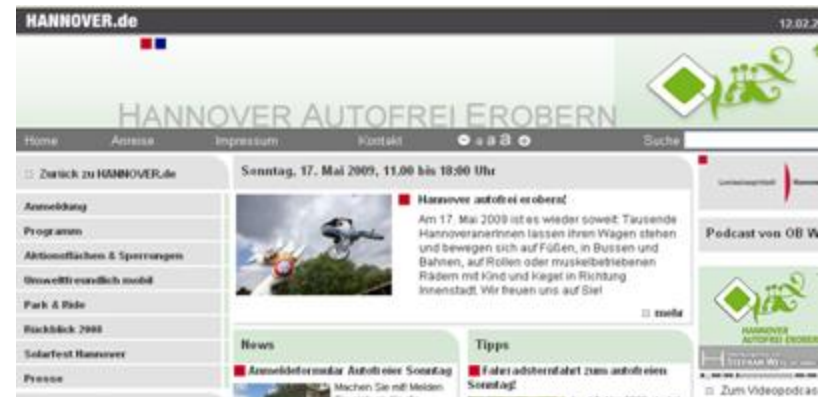 HANNOVER.de
12.02.2
HANNOVER AUTOFREI EROBERN
Home Anreise Impressum Kontakt a a a Suche
Zurück zu HANNOVER.de
Anmeldung
Programm
Aktionsflächen & Sperrungen
Umweltfreundlich mobil
Park & Ride
Rückblick 2008
Solarfest Hannover
Presse
Sonntag, 17. Mai 2009, 11.00 bis 18:00 Uhr
Hannover autofrei erobern!
Am 17. Mai 2009 ist es wieder soweit: Tausende
HannoveranerInnen lassen ihren Wagen stehen
und bewegen sich auf Füßen, in Bussen und
Bahnen, auf Rollen oder muskelbetriebenen
Rädern mit Kind und Kegel in Richtung
Innenstadt. Wir freuen uns auf Sie!
mehr
News
Anmeldeformular Autofreier Sonntag
Machen Sie mit! Melden
Tipps
Fahrradsternfahrt zum autofreien
Sonntag!
Podcast von OB W
HANNOVER
AUTOFREI EROBERN
Zum Videopodcas